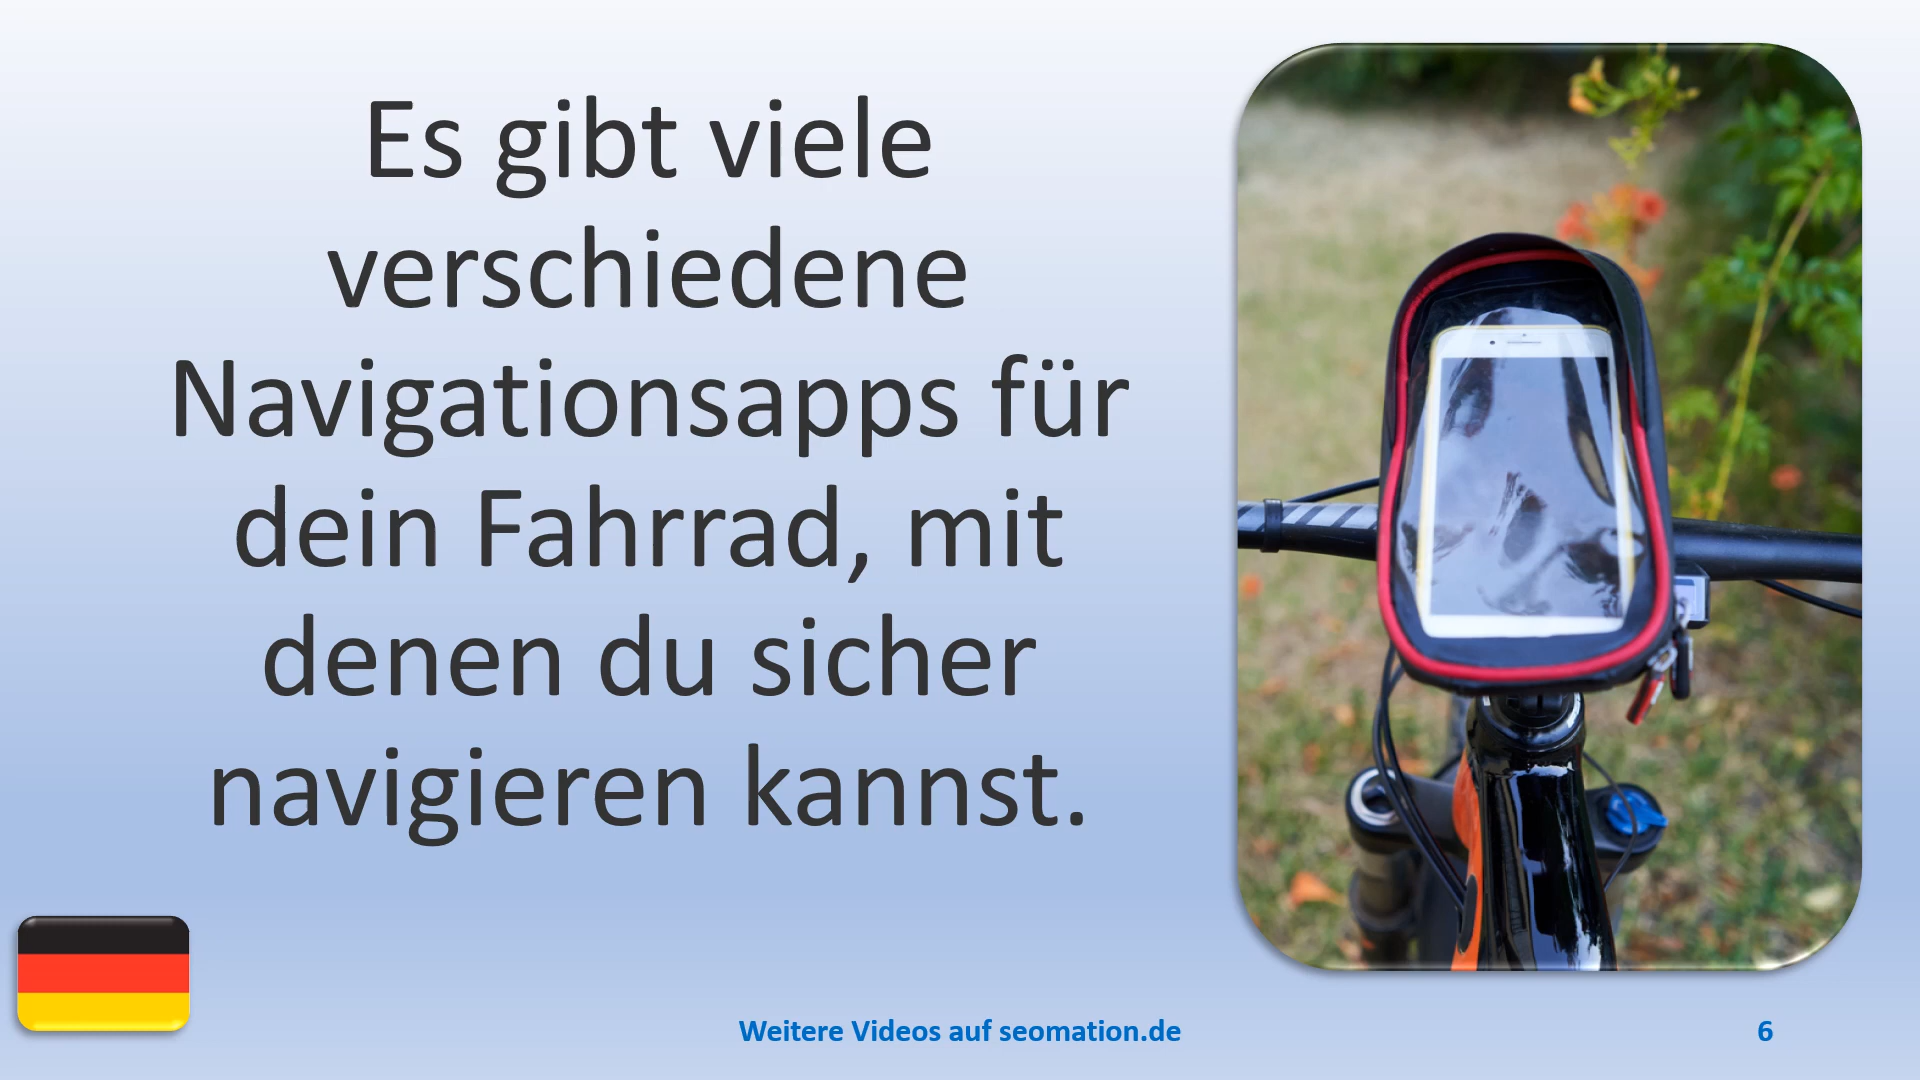 Es gibt viele
verschiedene
Navigationsapps für
dein Fahrrad, mit
denen du sicher
navigieren kannst.
Weitere Videos auf seomation.de
6